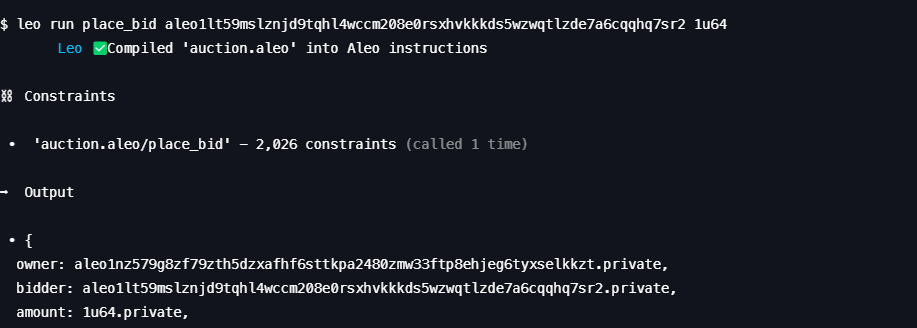 $ leo run place_bid aleo1lt59mslznjd9tqhl4wccm208e0rsxhvkkkds5wzwqtlzde7a6cqqhq7sr2 1u64
Leo ✅Compiled 'auction.aleo' into Aleo instructions
⛓ Constraints
• 'auction.aleo/place_bid' – 2,026 constraints (called 1 time)
→ Output
• {
owner: aleo1nz579g8zf79zth5dzxafhf6sttkpa2480zmw33ftp8ehjeg6tyxselkkzt.private,
bidder: aleo1lt59mslznjd9tqhl4wccm208e0rsxhvkkkds5wzwqtlzde7a6cqqhq7sr2.private,
amount: 1u64.private,